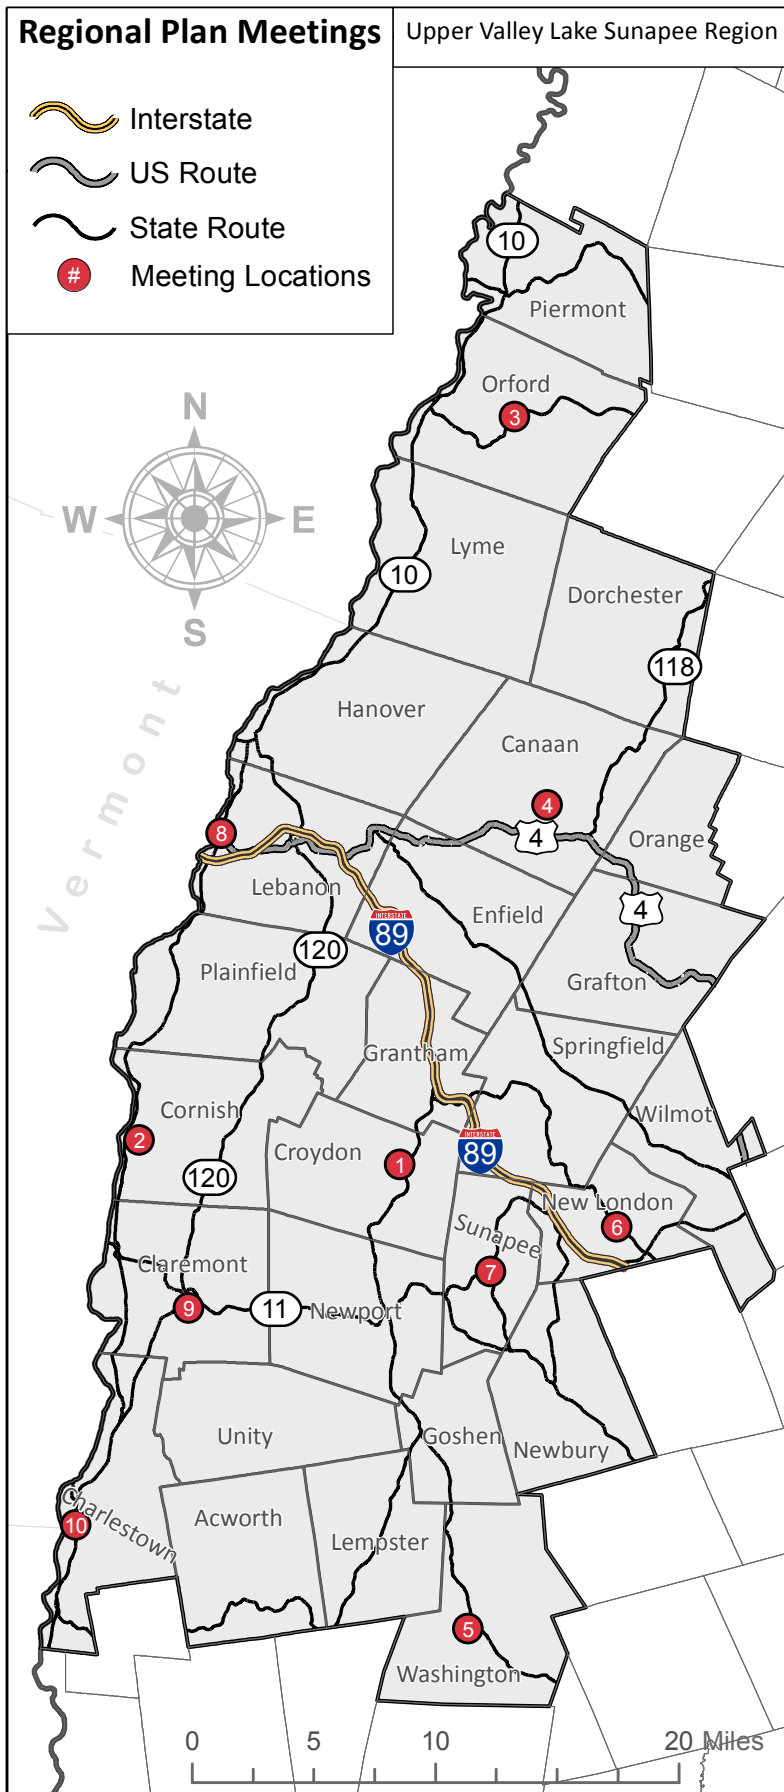 Regional Plan Meetings
Upper Valley Lake Sunapee Region
Interstate
US Route
State Route
# Meeting Locations
10
Piermont
Orford
3
N
W E
S
Lyme
10
Dorchester
118
Vermont
Hanover
Canaan
4
8
4
Orange
Lebanon
Enfield
4
INTERSTATE
89
120
Plainfield
Grafton
Springfield
Grantham
Wilmot
Cornish
2
Croydon
1
INTERSTATE
89
120
New London
6
Sunapee
7
Claremont
9
11
Newport
Unity
Goshen
Newbury
Charlestown
10
Acworth
Lempster
5
Washington
0 5 10 20 Miles